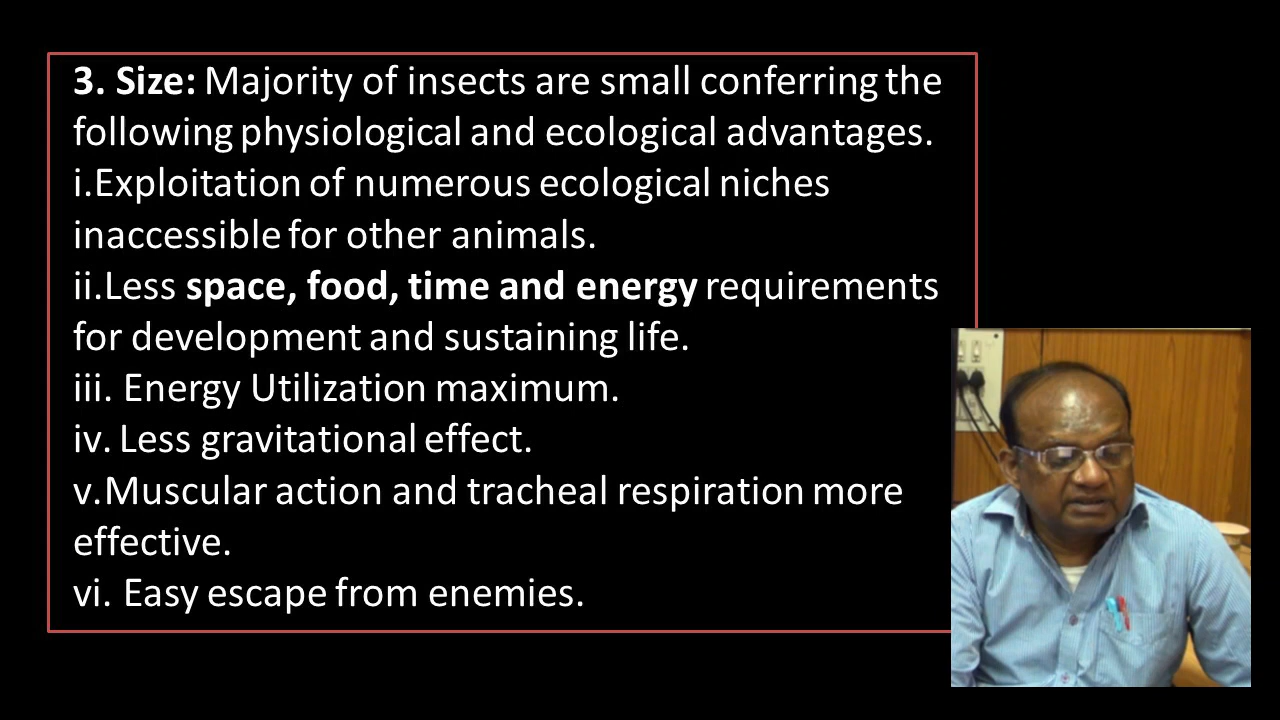 3. Size: Majority of insects are small conferring the
following physiological and ecological advantages.
i.Exploitation of numerous ecological niches
inaccessible for other animals.
ii.Less space, food, time and energy requirements
for development and sustaining life.
iii. Energy Utilization maximum.
iv. Less gravitational effect.
v.Muscular action and tracheal respiration more
effective.
vi. Easy escape from enemies.